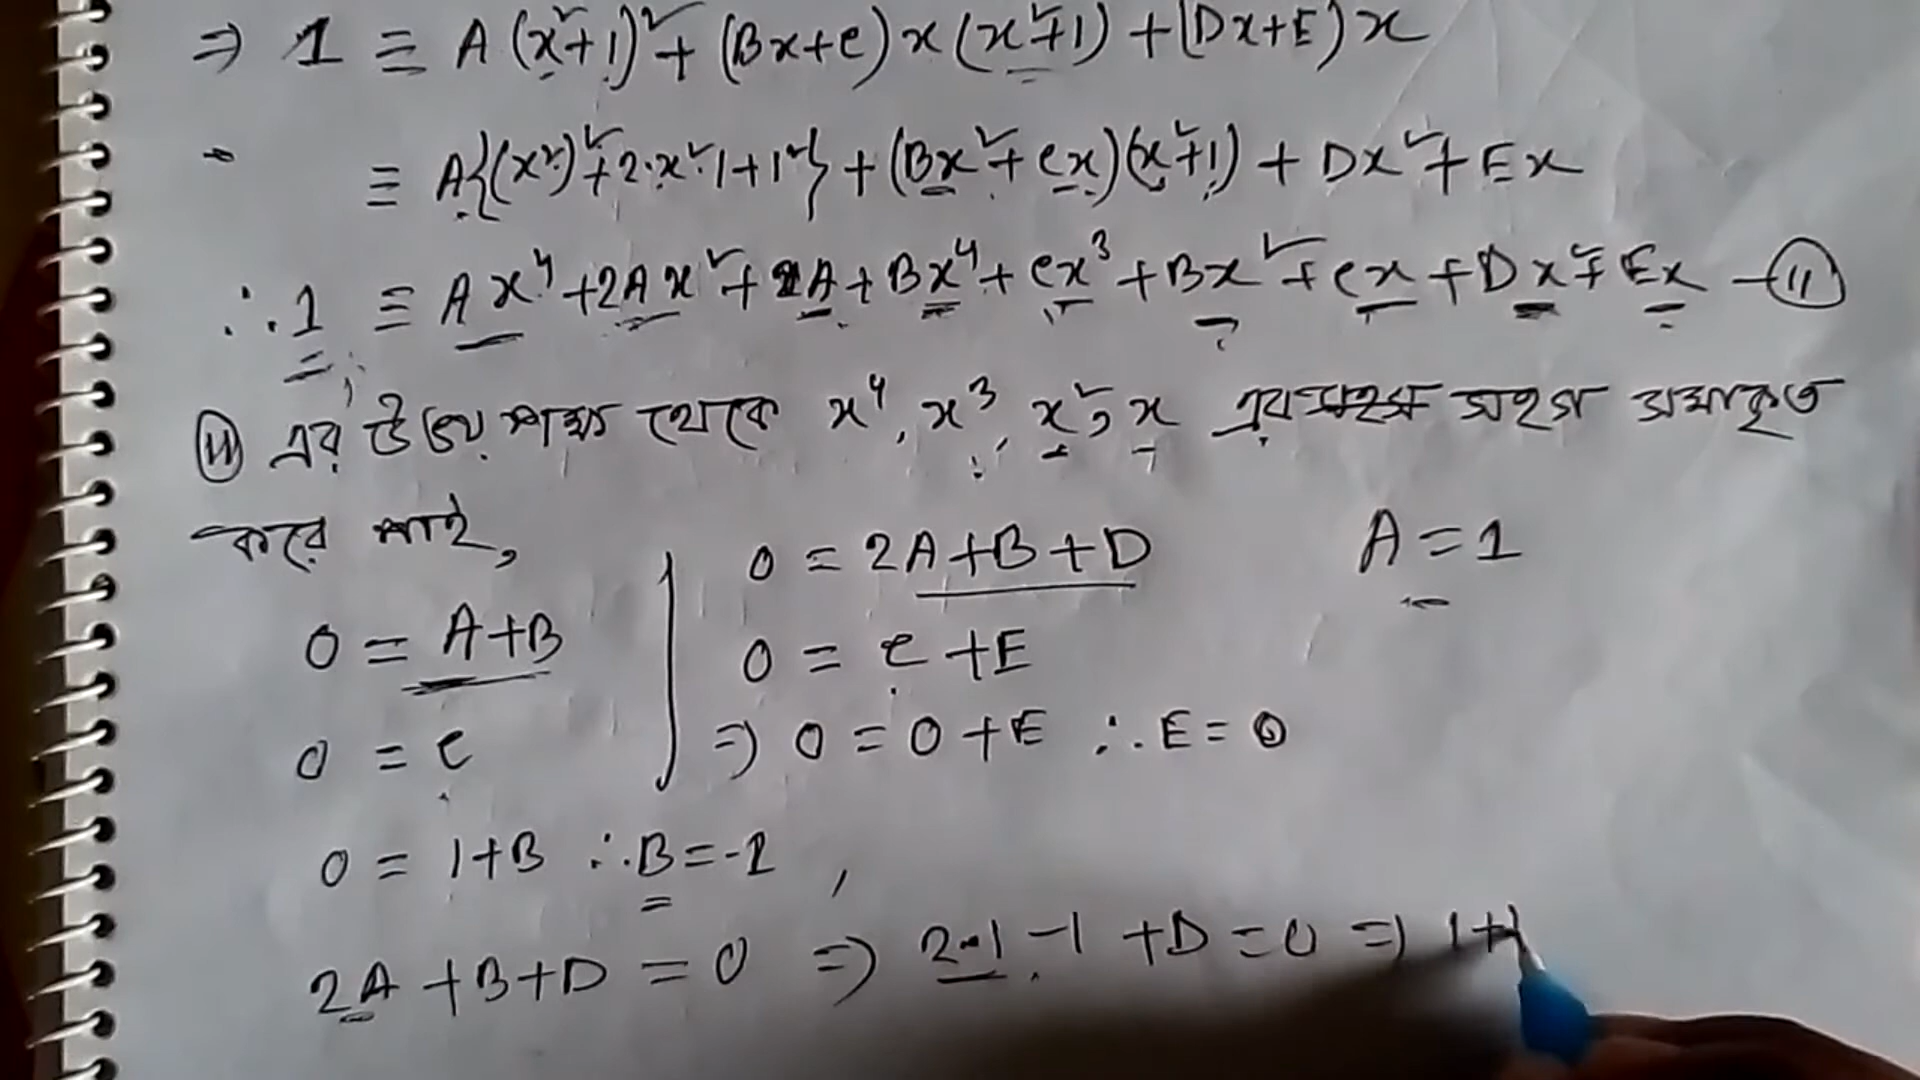 ⇒ 1 ≡ A(x²+1)² + (Bx+c)x(x²+1) + (Dx+E)x
≡ A{(x²)²+2·x²·1+1²} + (Bx²+cx)(x²+1) + Dx²+Ex
∴ 1 ≡ Ax⁴+2Ax²+A+Bx⁴+cx³+Bx²+cx+Dx²+Ex –(11)
(11) এর উভয় পক্ষ থেকে x⁴, x³, x², x এর সহগ সমীকৃত
করে পাই,
0 = A+B
0 = c
0 = 2A+B+D
0 = c+E
⇒ 0 = 0+E ∴ E = 0
A = 1
0 = 1+B ∴ B = -1,
2A+B+D = 0 ⇒ 2·1 -1 +D = 0 ⇒ 1+